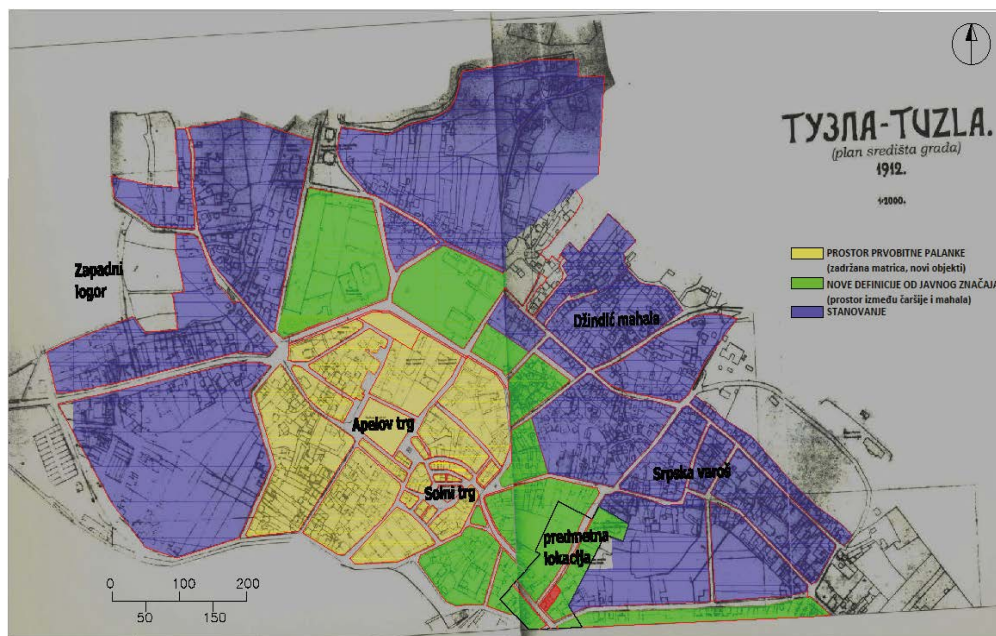 ТУЗЛА-TUZLA.
(plan središta grada)
1912.
PROSTOR PRVOBITNE PALANKE
(zadržana matrica, novi objekti)
NOVE DEFINICIJE OD JAVNOG ZNAČAJA
(prostor između čaršije i mahala)
STANOVANJE
Zapadni
logor
Džindić mahala
Apelov trg
Solni trg
Srpska varoš
predmetna
lokacija
0 100 200
50 150